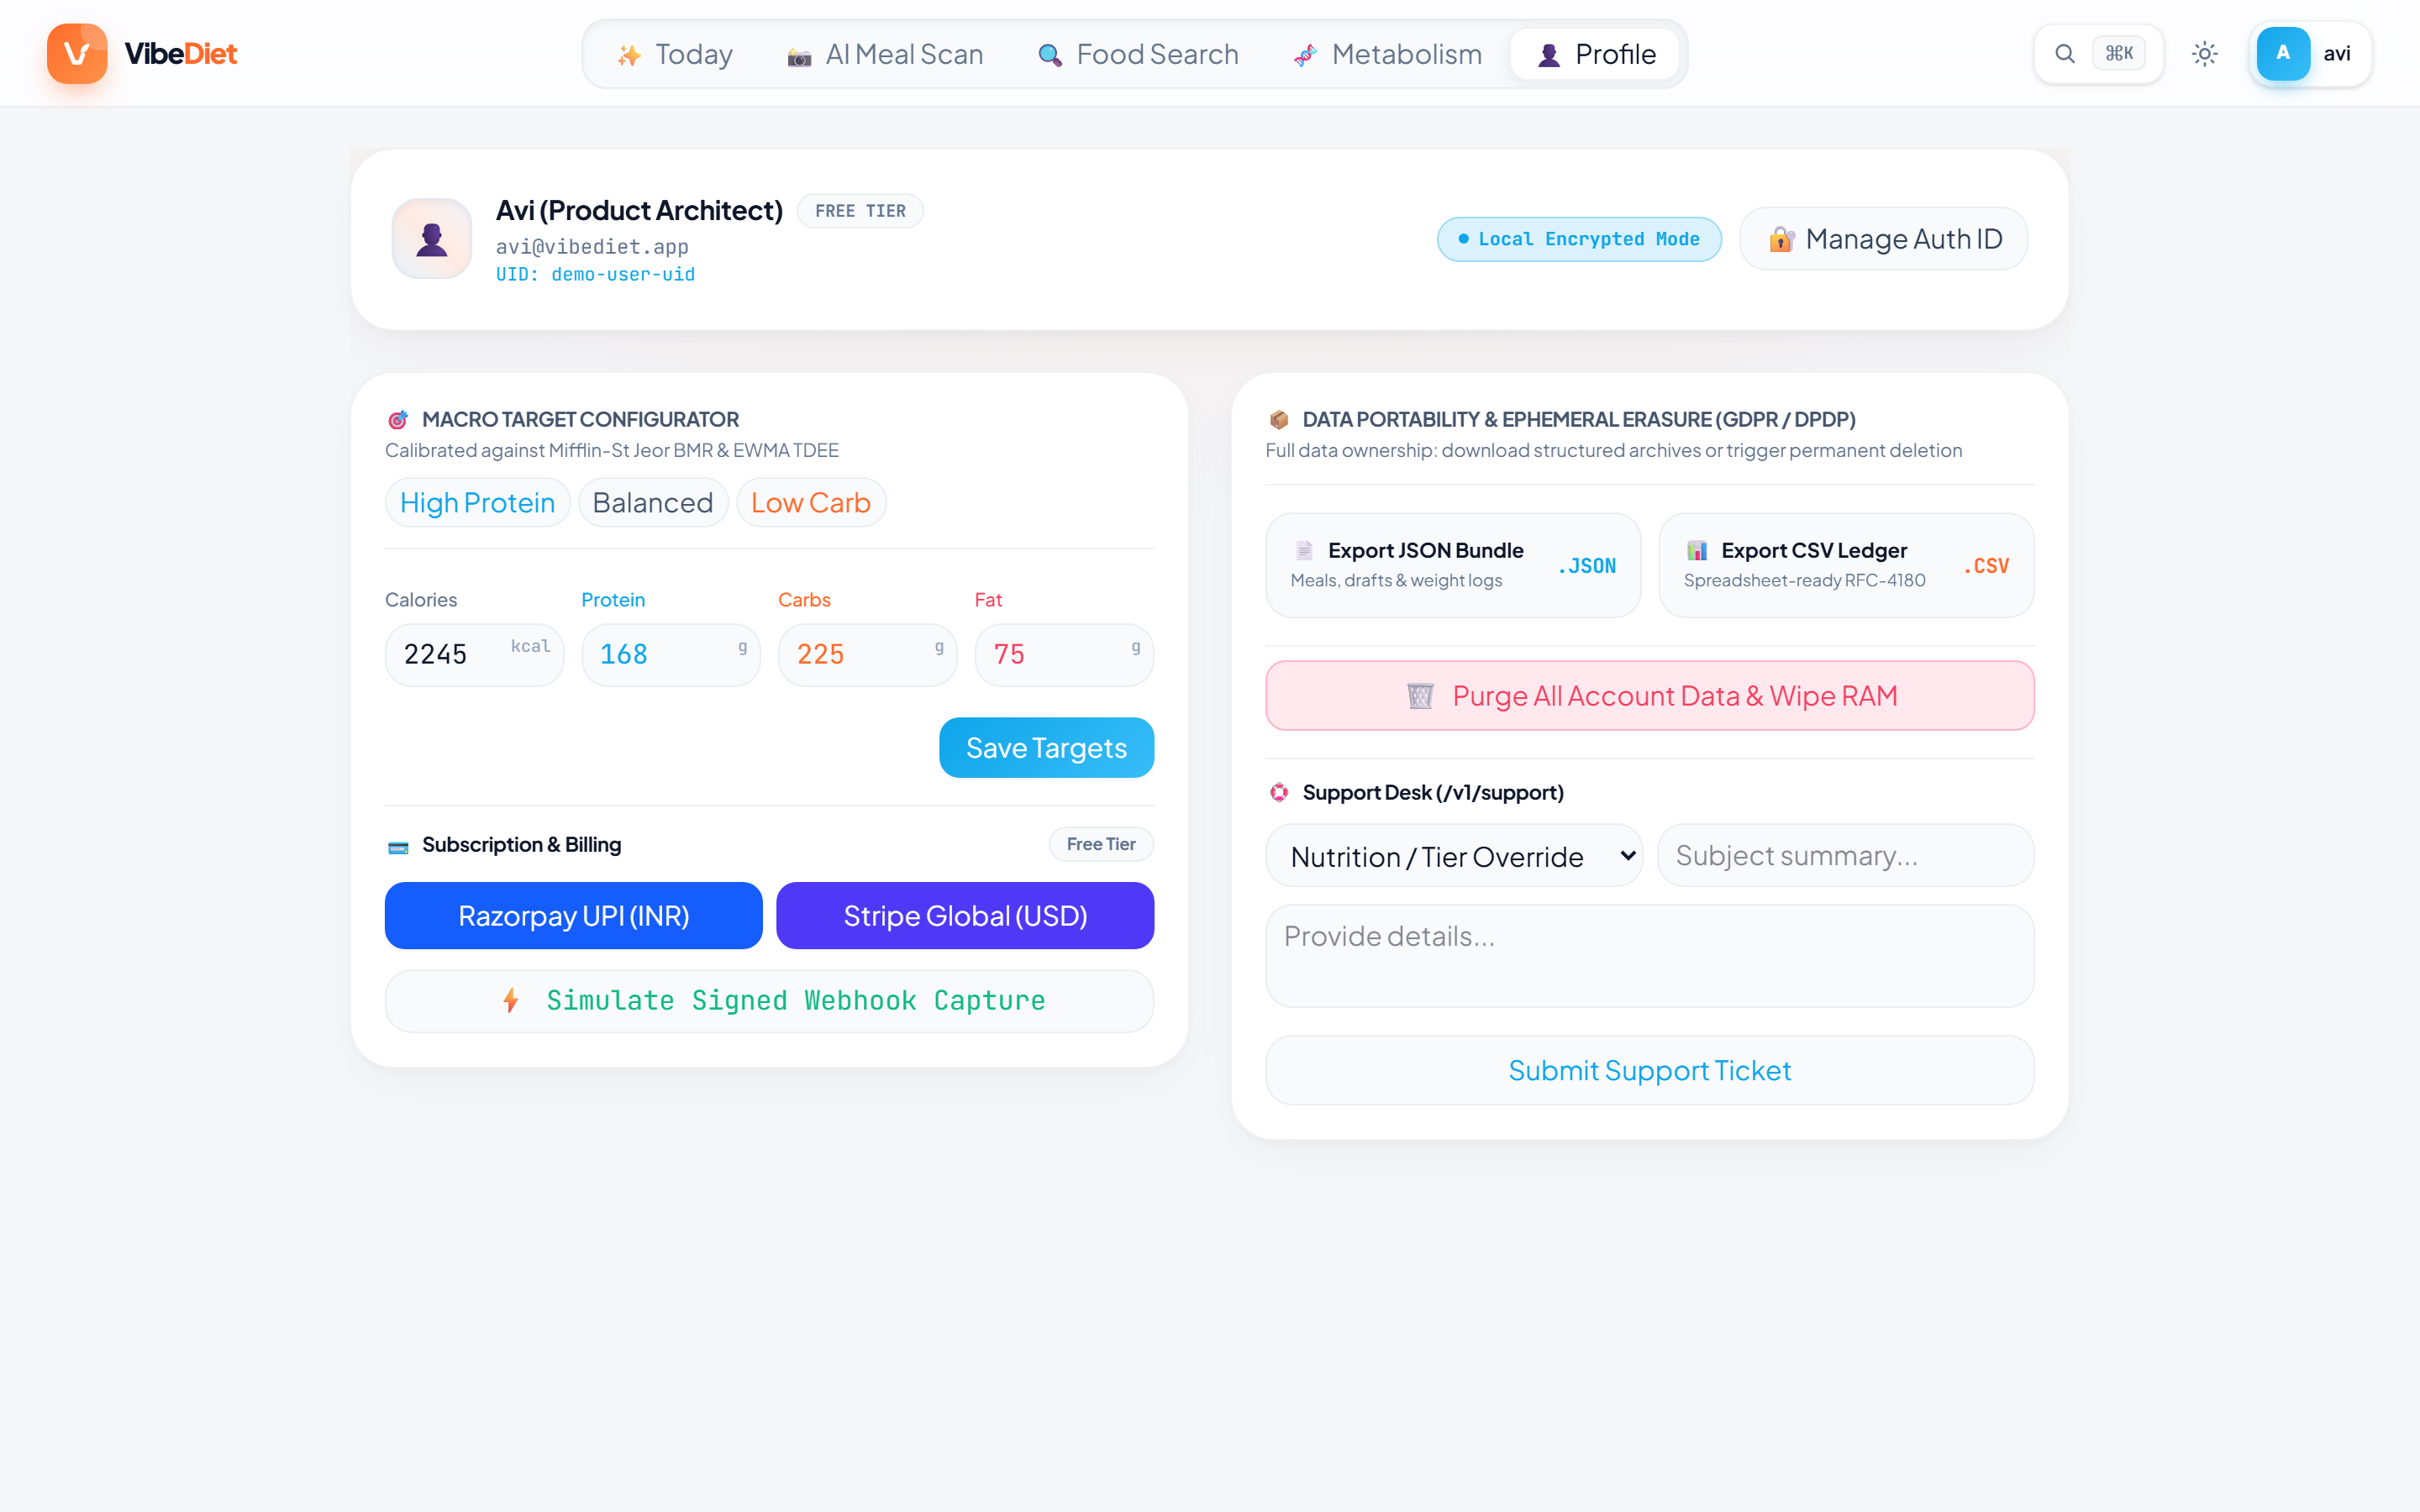 VibeDiet
✨ Today
📸 AI Meal Scan
🔍 Food Search
🧬 Metabolism
👤 Profile
⌘K
A
avi
Avi (Product Architect)
FREE TIER
avi@vibediet.app
UID: demo-user-uid
Local Encrypted Mode
🔐 Manage Auth ID
🎯 MACRO TARGET CONFIGURATOR
Calibrated against Mifflin-St Jeor BMR & EWMA TDEE
High Protein
Balanced
Low Carb
Calories
Protein
Carbs
Fat
2245 kcal
168 g
225 g
75 g
Save Targets
💳 Subscription & Billing
Free Tier
Razorpay UPI (INR)
Stripe Global (USD)
⚡ Simulate Signed Webhook Capture
📦 DATA PORTABILITY & EPHEMERAL ERASURE (GDPR / DPDP)
Full data ownership: download structured archives or trigger permanent deletion
📄 Export JSON Bundle
Meals, drafts & weight logs
.JSON
📊 Export CSV Ledger
Spreadsheet-ready RFC-4180
.CSV
🗑️ Purge All Account Data & Wipe RAM
🛟 Support Desk (/v1/support)
Nutrition / Tier Override
Subject summary...
Provide details...
Submit Support Ticket